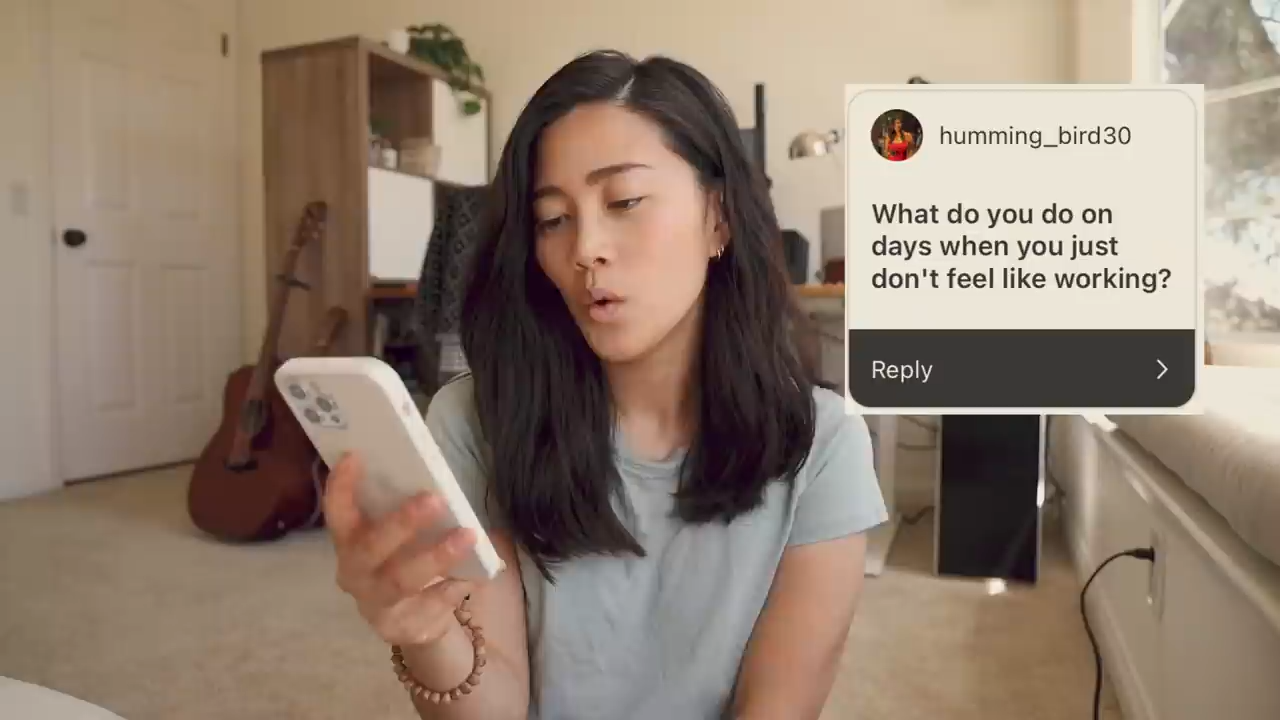 humming_bird30
What do you do on
days when you just
don't feel like working?
Reply